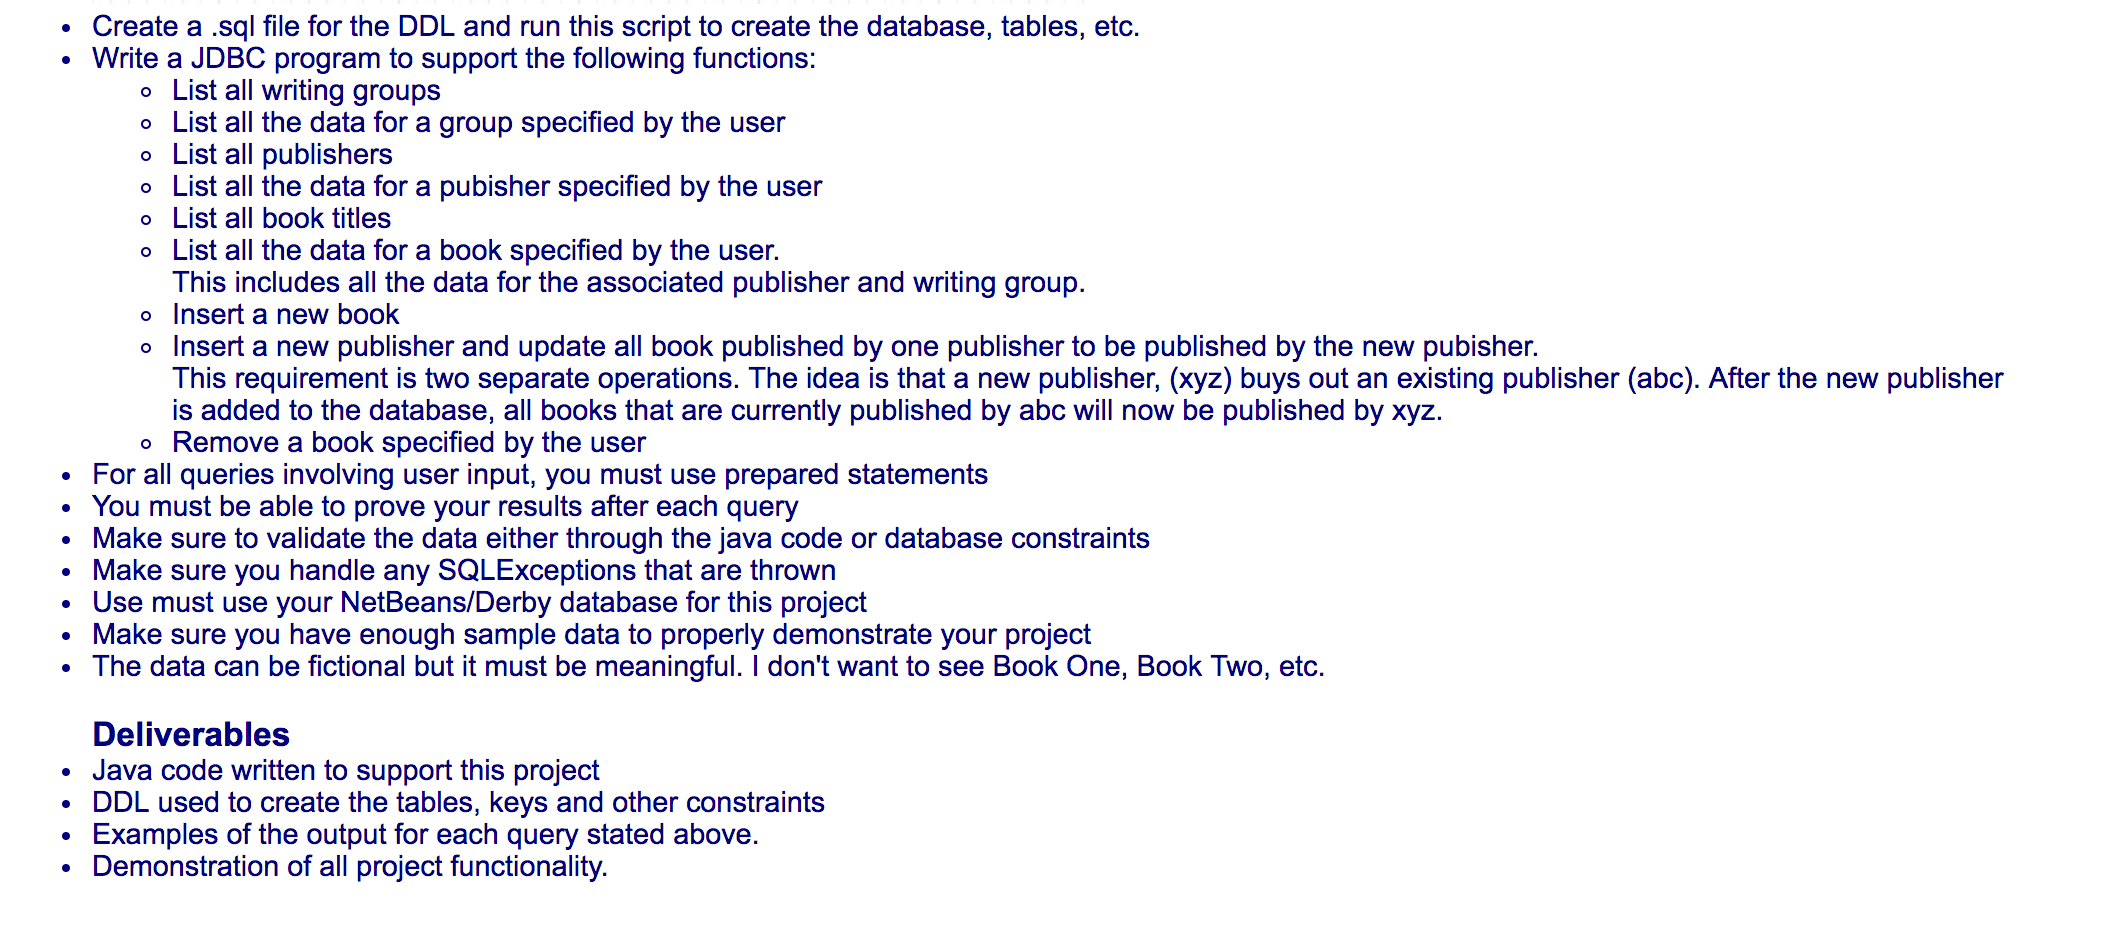 • Create a .sql file for the DDL and run this script to create the database, tables, etc.
• Write a JDBC program to support the following functions:
◦ List all writing groups
◦ List all the data for a group specified by the user
◦ List all publishers
◦ List all the data for a pubisher specified by the user
◦ List all book titles
◦ List all the data for a book specified by the user.
This includes all the data for the associated publisher and writing group.
◦ Insert a new book
◦ Insert a new publisher and update all book published by one publisher to be published by the new pubisher.
This requirement is two separate operations. The idea is that a new publisher, (xyz) buys out an existing publisher (abc). After the new publisher
is added to the database, all books that are currently published by abc will now be published by xyz.
◦ Remove a book specified by the user
• For all queries involving user input, you must use prepared statements
• You must be able to prove your results after each query
• Make sure to validate the data either through the java code or database constraints
• Make sure you handle any SQLExceptions that are thrown
• Use must use your NetBeans/Derby database for this project
• Make sure you have enough sample data to properly demonstrate your project
• The data can be fictional but it must be meaningful. I don't want to see Book One, Book Two, etc.
Deliverables
• Java code written to support this project
• DDL used to create the tables, keys and other constraints
• Examples of the output for each query stated above.
• Demonstration of all project functionality.